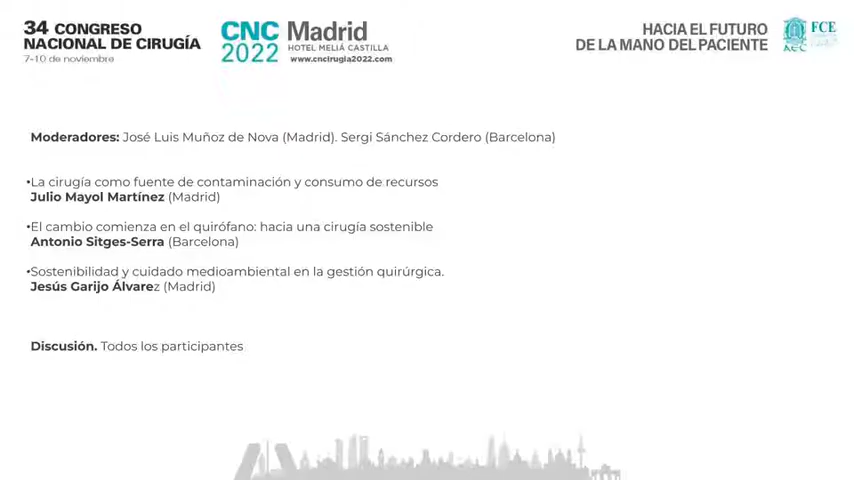 34 CONGRESO
NACIONAL DE CIRUGÍA
7-10 de noviembre
CNC
2022
Madrid
HOTEL MELIÁ CASTILLA
www.cncirugia2022.com
HACIA EL FUTURO
DE LA MANO DEL PACIENTE
AEC
FCE
Moderadores: José Luis Muñoz de Nova (Madrid). Sergi Sánchez Cordero (Barcelona)
•La cirugía como fuente de contaminación y consumo de recursos
Julio Mayol Martínez (Madrid)
•El cambio comienza en el quirófano: hacia una cirugía sostenible
Antonio Sitges-Serra (Barcelona)
•Sostenibilidad y cuidado medioambiental en la gestión quirúrgica.
Jesús Garijo Álvarez (Madrid)
Discusión. Todos los participantes